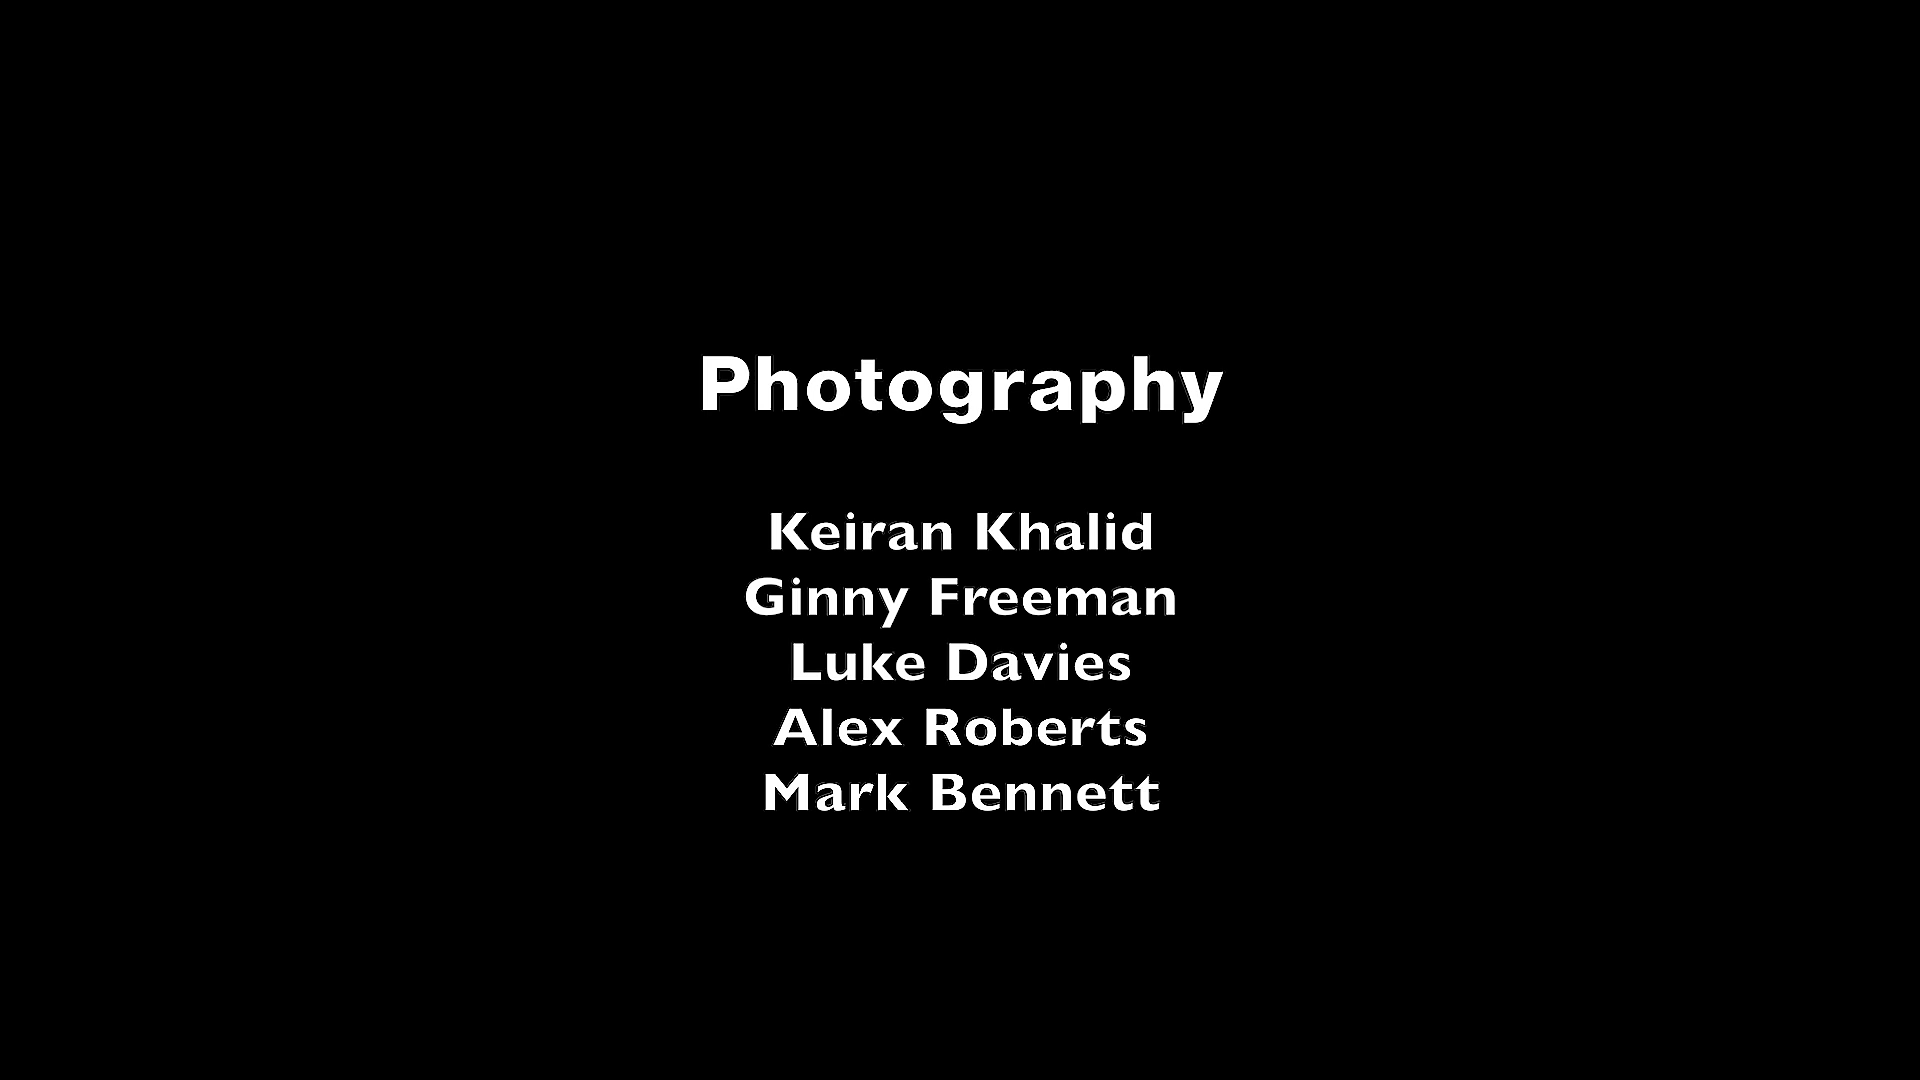 Photography
Keiran Khalid
Ginny Freeman
Luke Davies
Alex Roberts
Mark Bennett